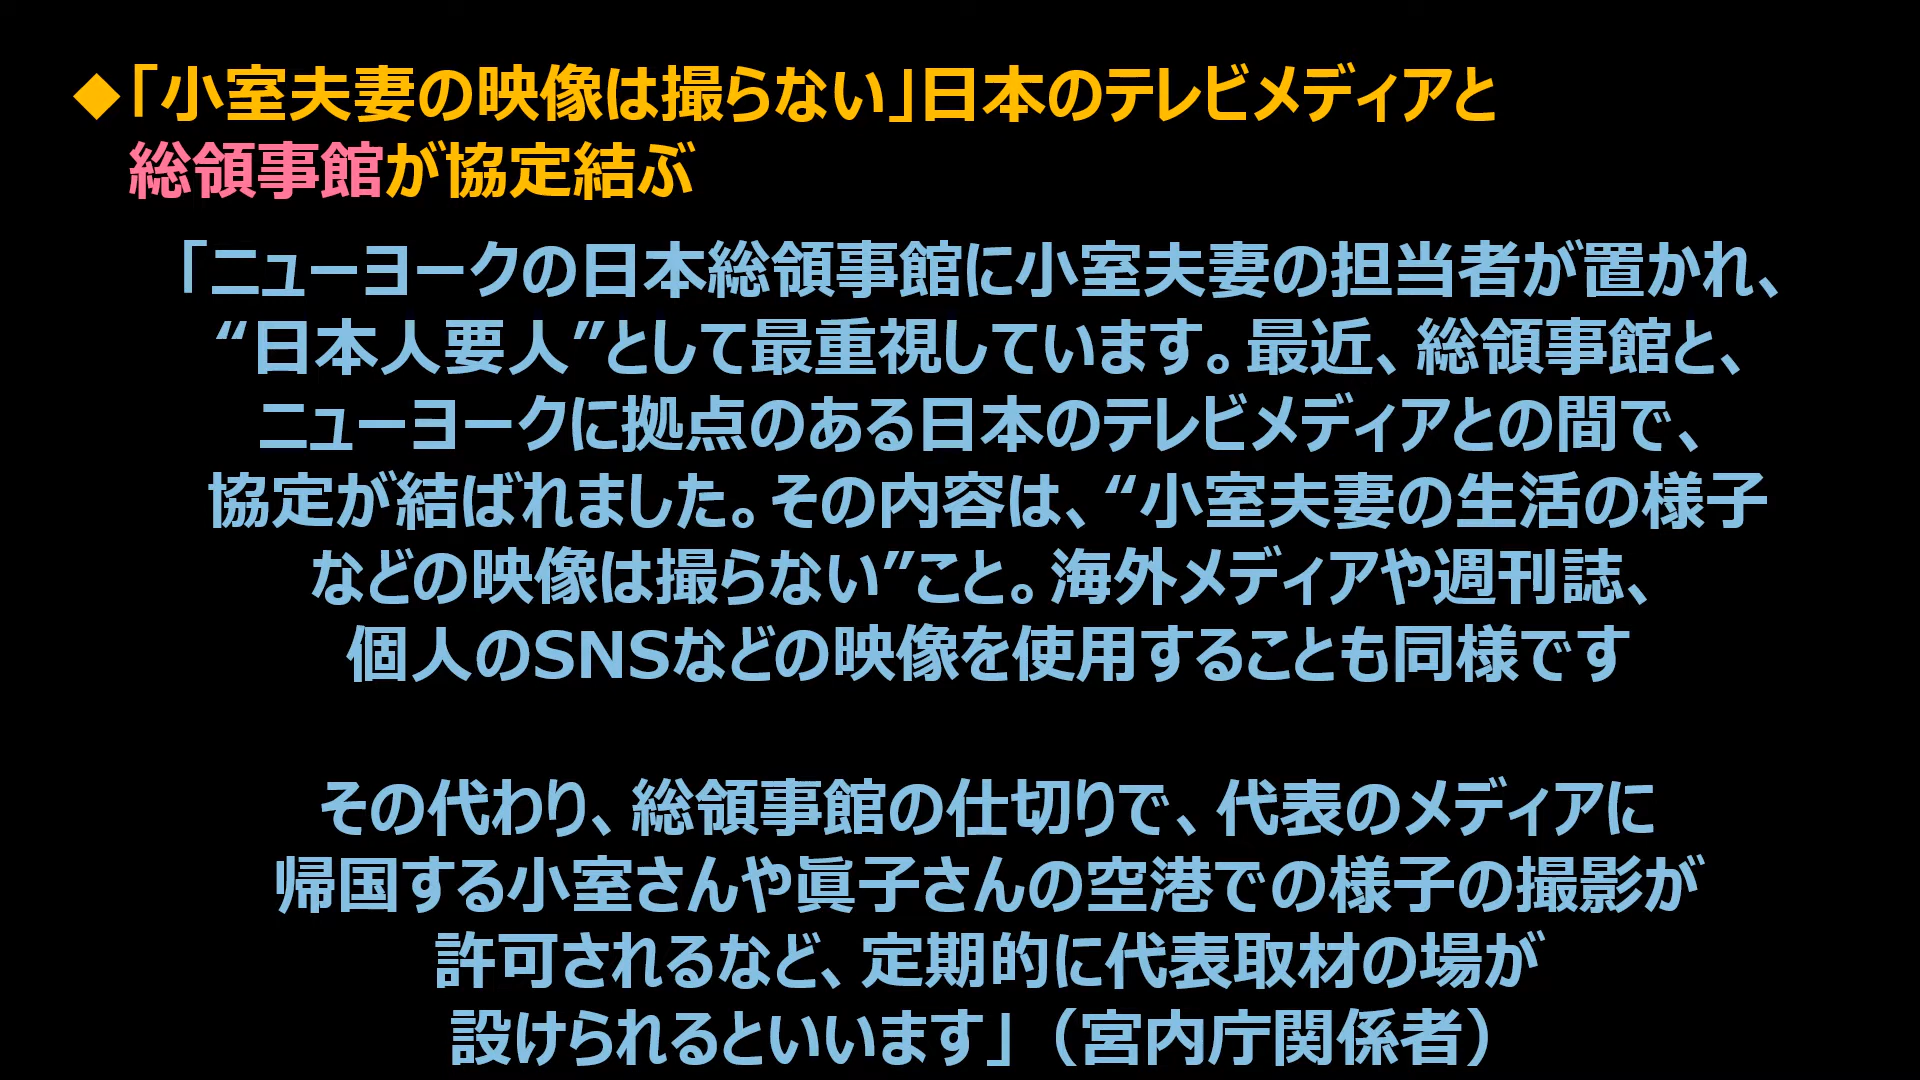 ◆「小室夫妻の映像は撮らない」日本のテレビメディアと
総領事館が協定結ぶ
「ニューヨークの日本総領事館に小室夫妻の担当者が置かれ、
“日本人要人”として最重視しています。最近、総領事館と、
ニューヨークに拠点のある日本のテレビメディアとの間で、
協定が結ばれました。その内容は、“小室夫妻の生活の様子
などの映像は撮らない”こと。海外メディアや週刊誌、
個人のSNSなどの映像を使用することも同様です
その代わり、総領事館の仕切りで、代表のメディアに
帰国する小室さんや眞子さんの空港での様子の撮影が
許可されるなど、定期的に代表取材の場が
設けられるといいます」（宮内庁関係者）